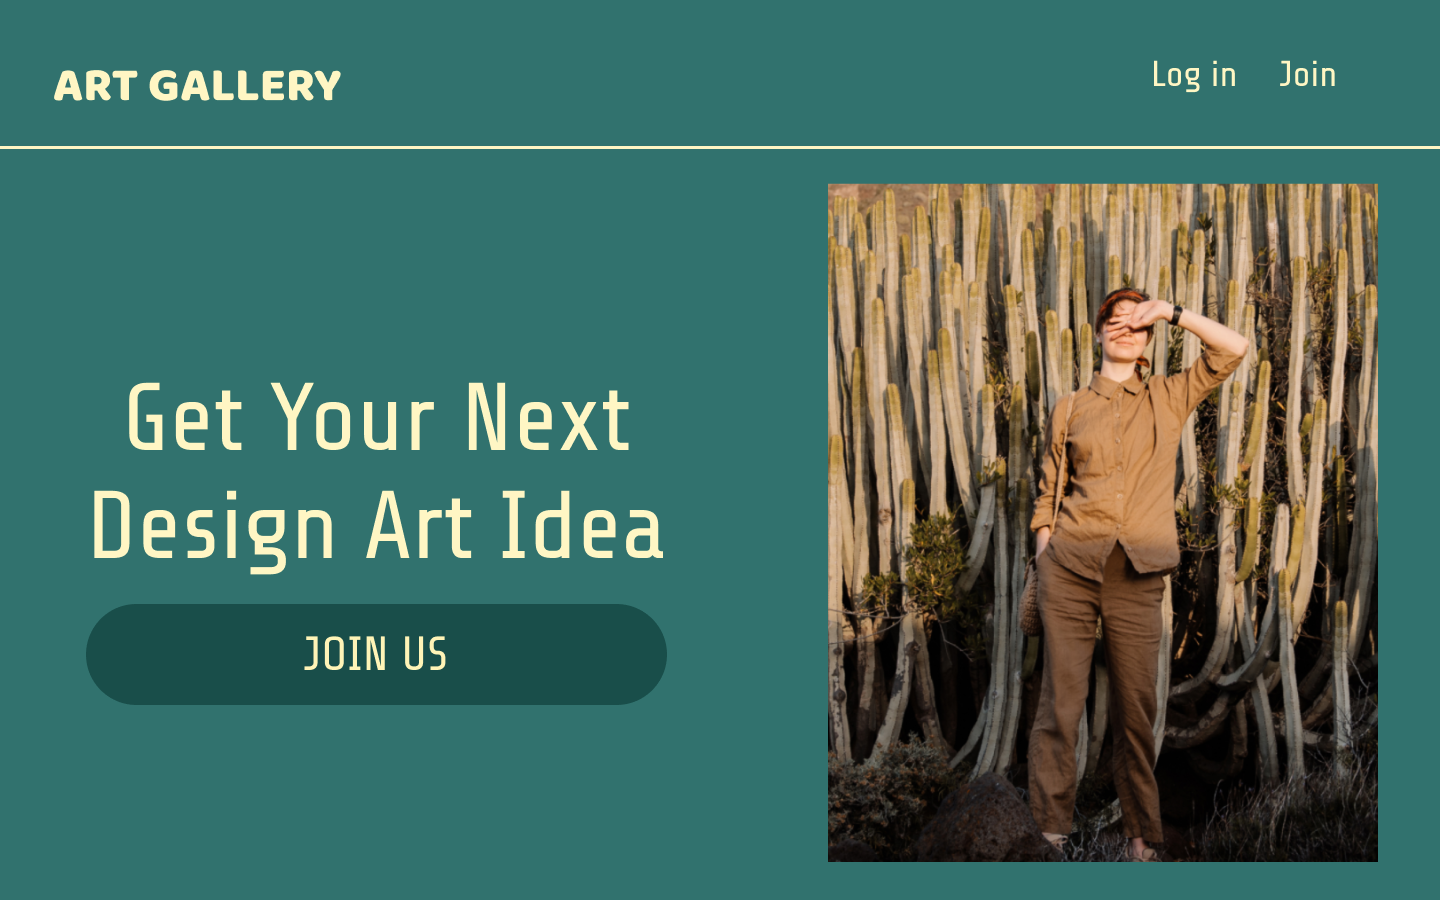 ART GALLERY
Log in
Join
Get Your Next
Design Art Idea
JOIN US